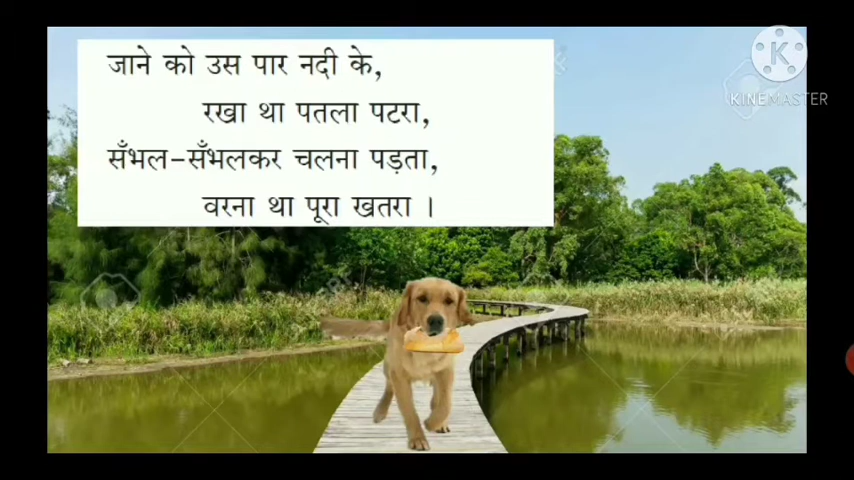 जाने को उस पार नदी के,
रखा था पतला पटरा,
सँभल-सँभलकर चलना पड़ता,
वरना था पूरा खतरा ।
KINEMASTER